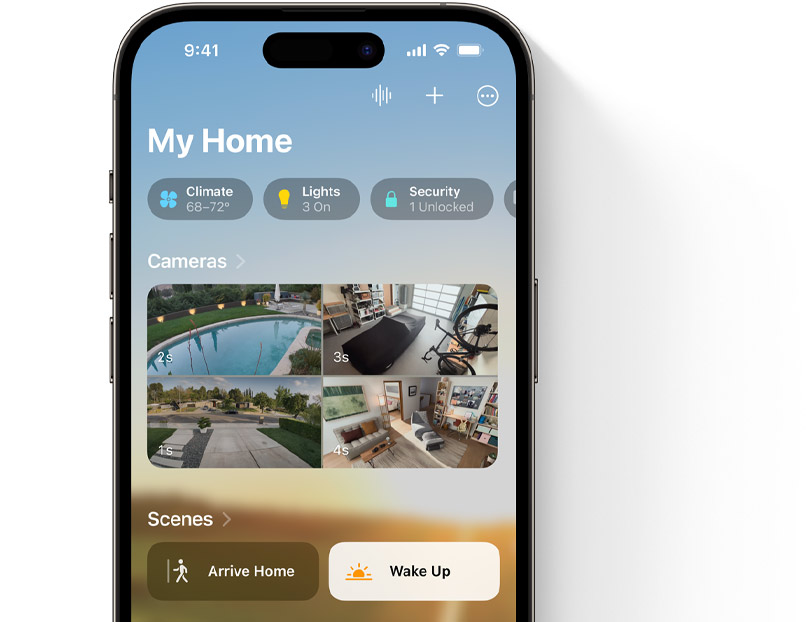 9:41
My Home
Climate
68–72°
Lights
3 On
Security
1 Unlocked
Cameras
2s
3s
1s
4s
Scenes
Arrive Home
Wake Up